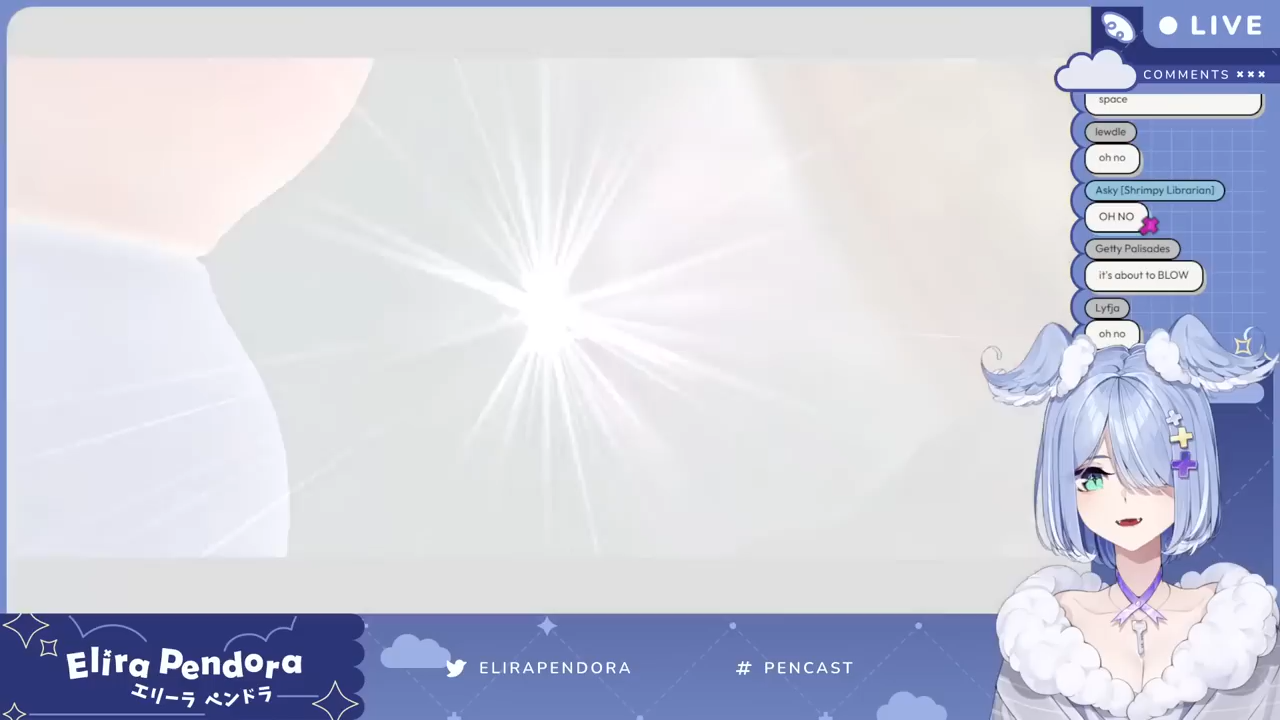 LIVE
COMMENTS
space
lewdle
oh no
Asky [Shrimpy Librarian]
OH NO
Getty Palisades
it's about to BLOW
Lyfja
oh no
Elira Pendora
エリーラ ペンドラ
ELIRAPENDORA
# PENCAST